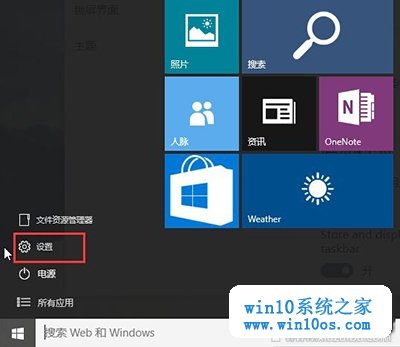 锁屏界面
主题
照片
搜索
人脉
资讯
OneNote
Weather
文件资源管理器
设置
电源
所有应用
Store and disp
taskbar
开
搜索 Web 和 Windows
win10系统之家
www.win10os.com